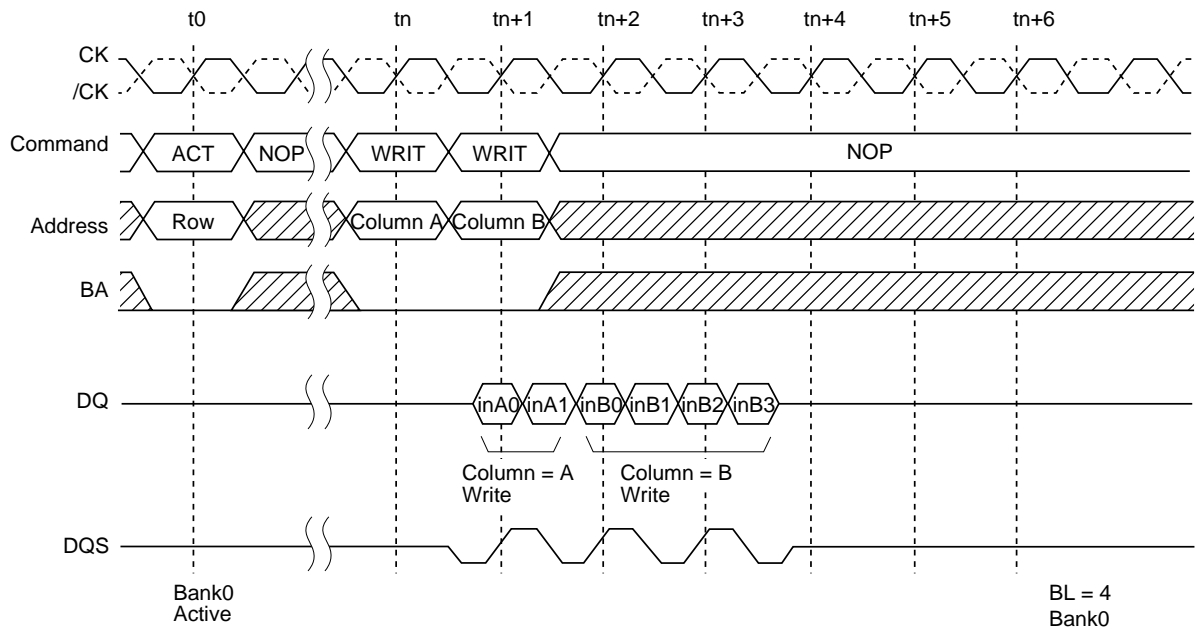 t0 tn tn+1 tn+2 tn+3 tn+4 tn+5 tn+6
CK
/CK
Command ACT NOP WRIT WRIT NOP
Address Row Column A Column B
BA
DQ inA0 inA1 inB0 inB1 inB2 inB3
Column = A Column = B
Write Write
DQS
Bank0 BL = 4
Active Bank0